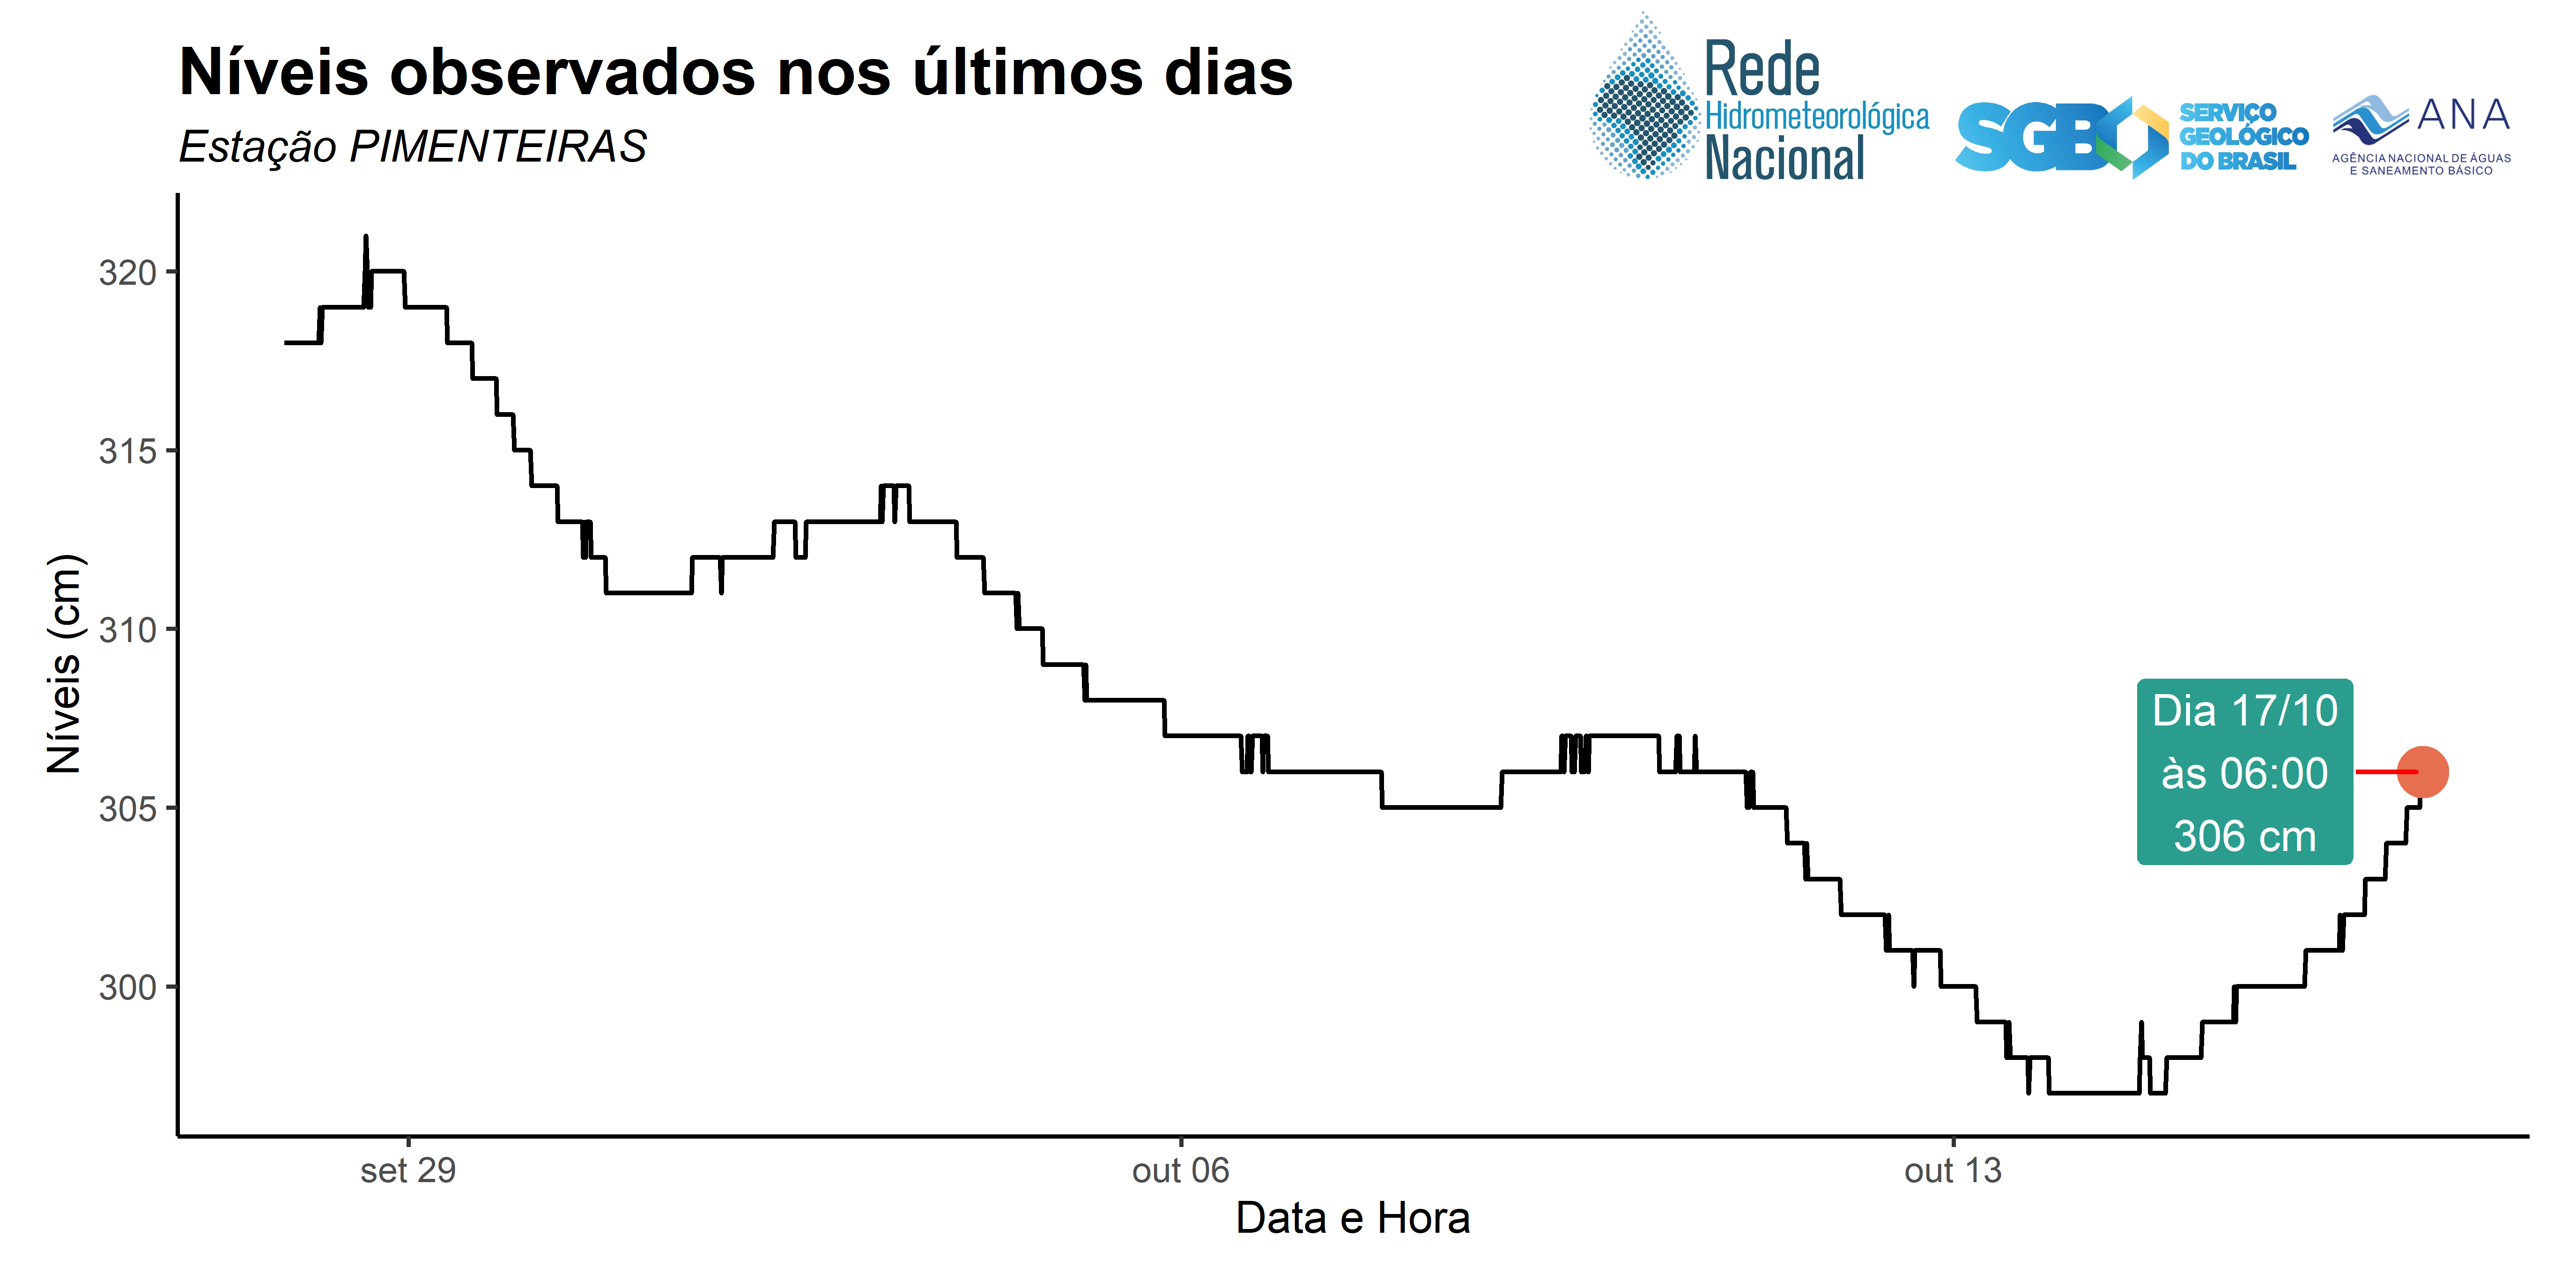 Níveis observados nos últimos dias
Estação PIMENTEIRAS
Rede
Hidrometeorológica
Nacional
SGB
SERVIÇO
GEOLÓGICO
DO BRASIL
ANA
AGÊNCIA NACIONAL DE ÁGUAS
E SANEAMENTO BÁSICO
320
315
310
305
300
Níveis (cm)
Dia 17/10
às 06:00
306 cm
set 29
out 06
out 13
Data e Hora